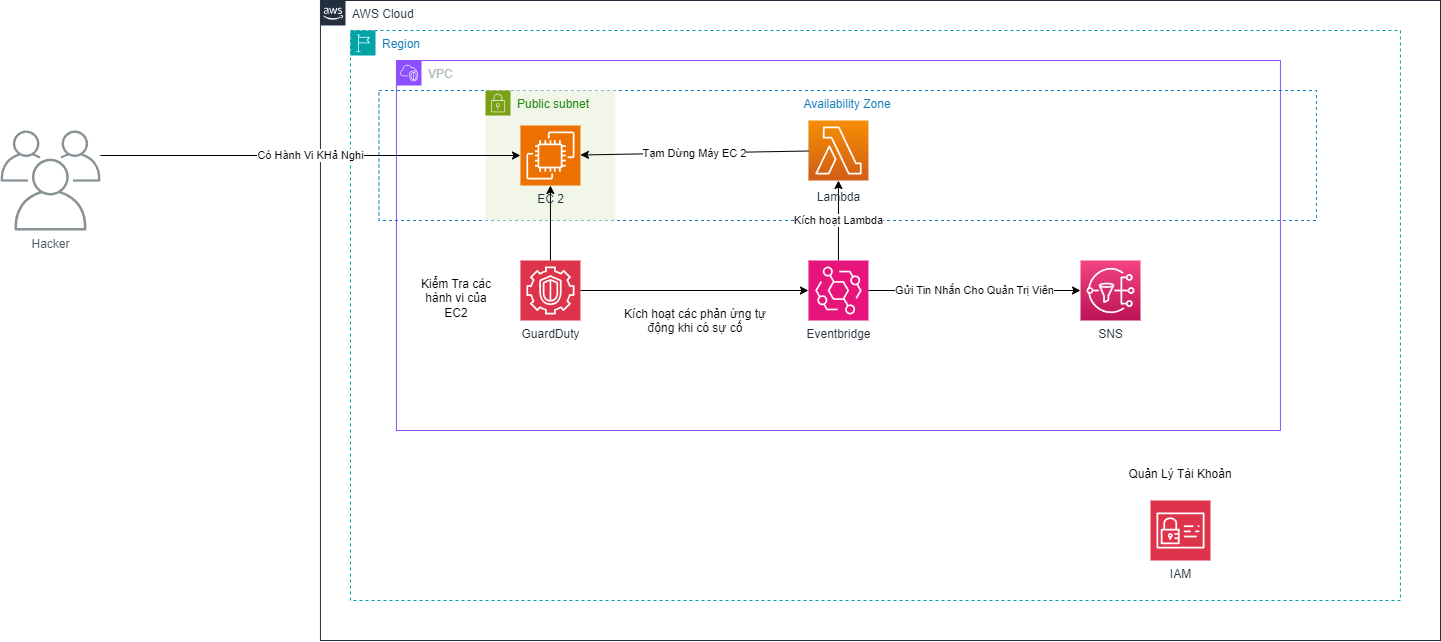 aws
AWS Cloud
Region
VPC
Public subnet
Availability Zone
Có Hành Vi KHả Nghi
Tạm Dừng Máy EC 2
EC 2
Lambda
Kích hoạt Lambda
Hacker
Kiểm Tra các
hành vi của
EC2
Gửi Tin Nhắn Cho Quản Trị Viên
Kích hoạt các phản ứng tự
động khi có sự cố
GuardDuty
Eventbridge
SNS
Quản Lý Tài Khoản
IAM